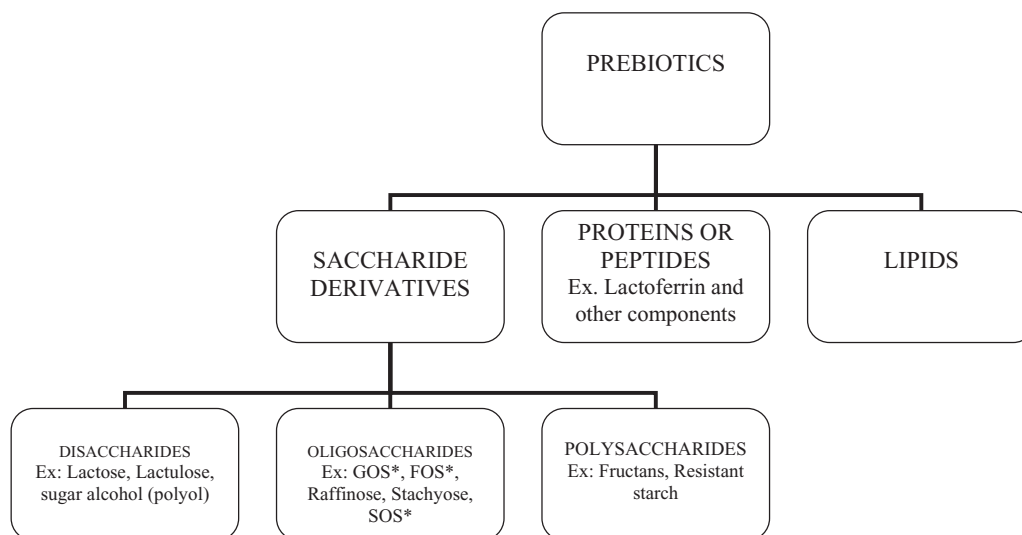 PREBIOTICS
SACCHARIDE
DERIVATIVES
PROTEINS OR
PEPTIDES
Ex. Lactoferrin and
other components
LIPIDS
DISACCHARIDES
Ex: Lactose, Lactulose,
sugar alcohol (polyol)
OLIGOSACCHARIDES
Ex: GOS*, FOS*,
Raffinose, Stachyose,
SOS*
POLYSACCHARIDES
Ex: Fructans, Resistant
starch